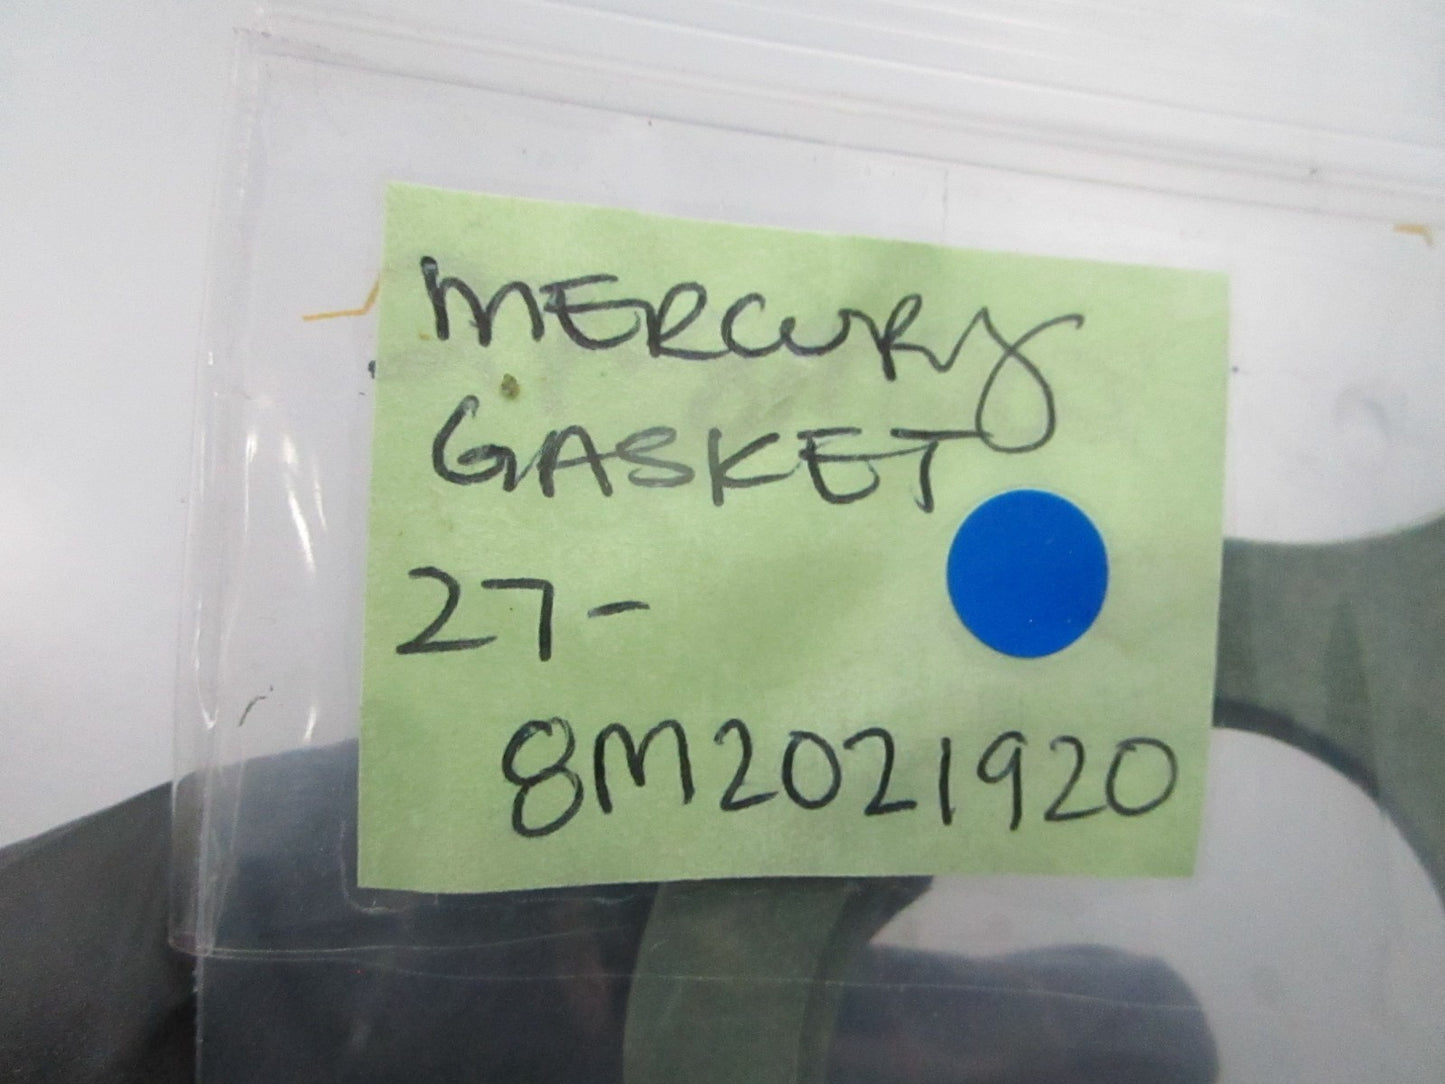 MERCURY
GASKET
27-
8M2021920